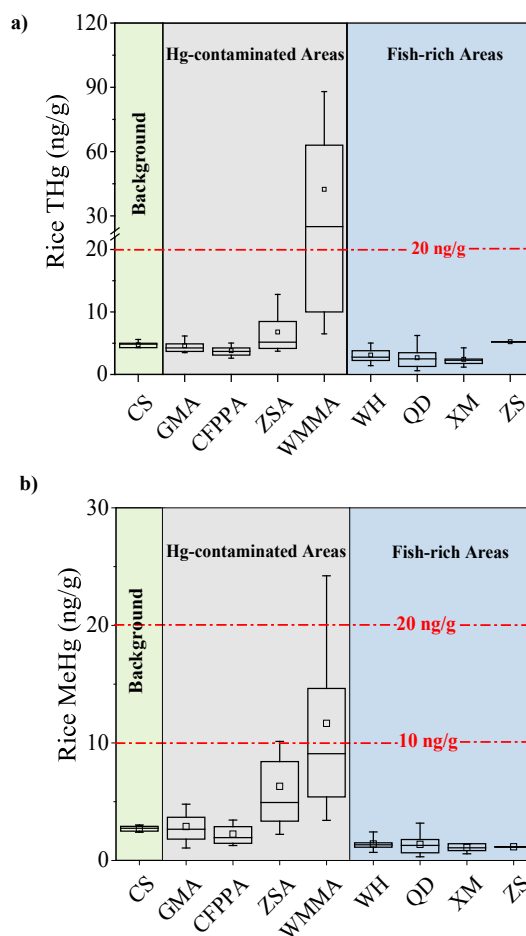 a)
120
90
60
30
20
10
0
Rice THg (ng/g)
Background
Hg-contaminated Areas
Fish-rich Areas
20 ng/g
CS
GMA
CFPPA
ZSA
WMMA
WH
QD
XM
ZS
b)
30
20
10
0
Rice MeHg (ng/g)
Background
Hg-contaminated Areas
Fish-rich Areas
20 ng/g
10 ng/g
CS
GMA
CFPPA
ZSA
WMMA
WH
QD
XM
ZS